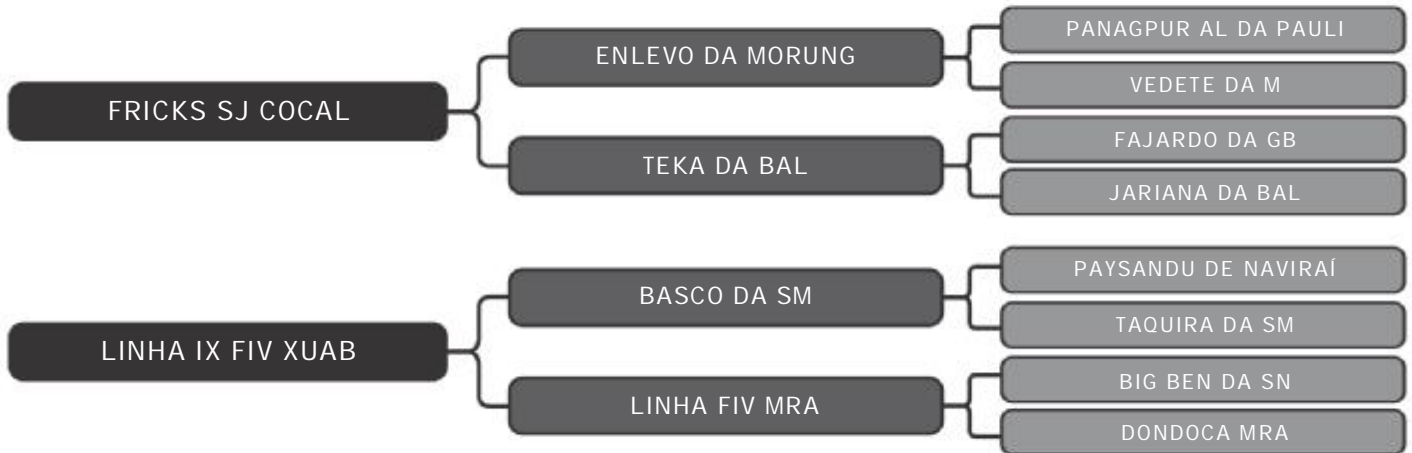 FRICKS SJ COCAL
ENLEVO DA MORUNG
PANAGPUR AL DA PAULI
VEDETE DA M
TEKA DA BAL
FAJARDO DA GB
JARIANA DA BAL
LINHA IX FIV XUAB
BASCO DA SM
PAYSANDU DE NAVIRAÍ
TAQUIRA DA SM
LINHA FIV MRA
BIG BEN DA SN
DONDOCA MRA